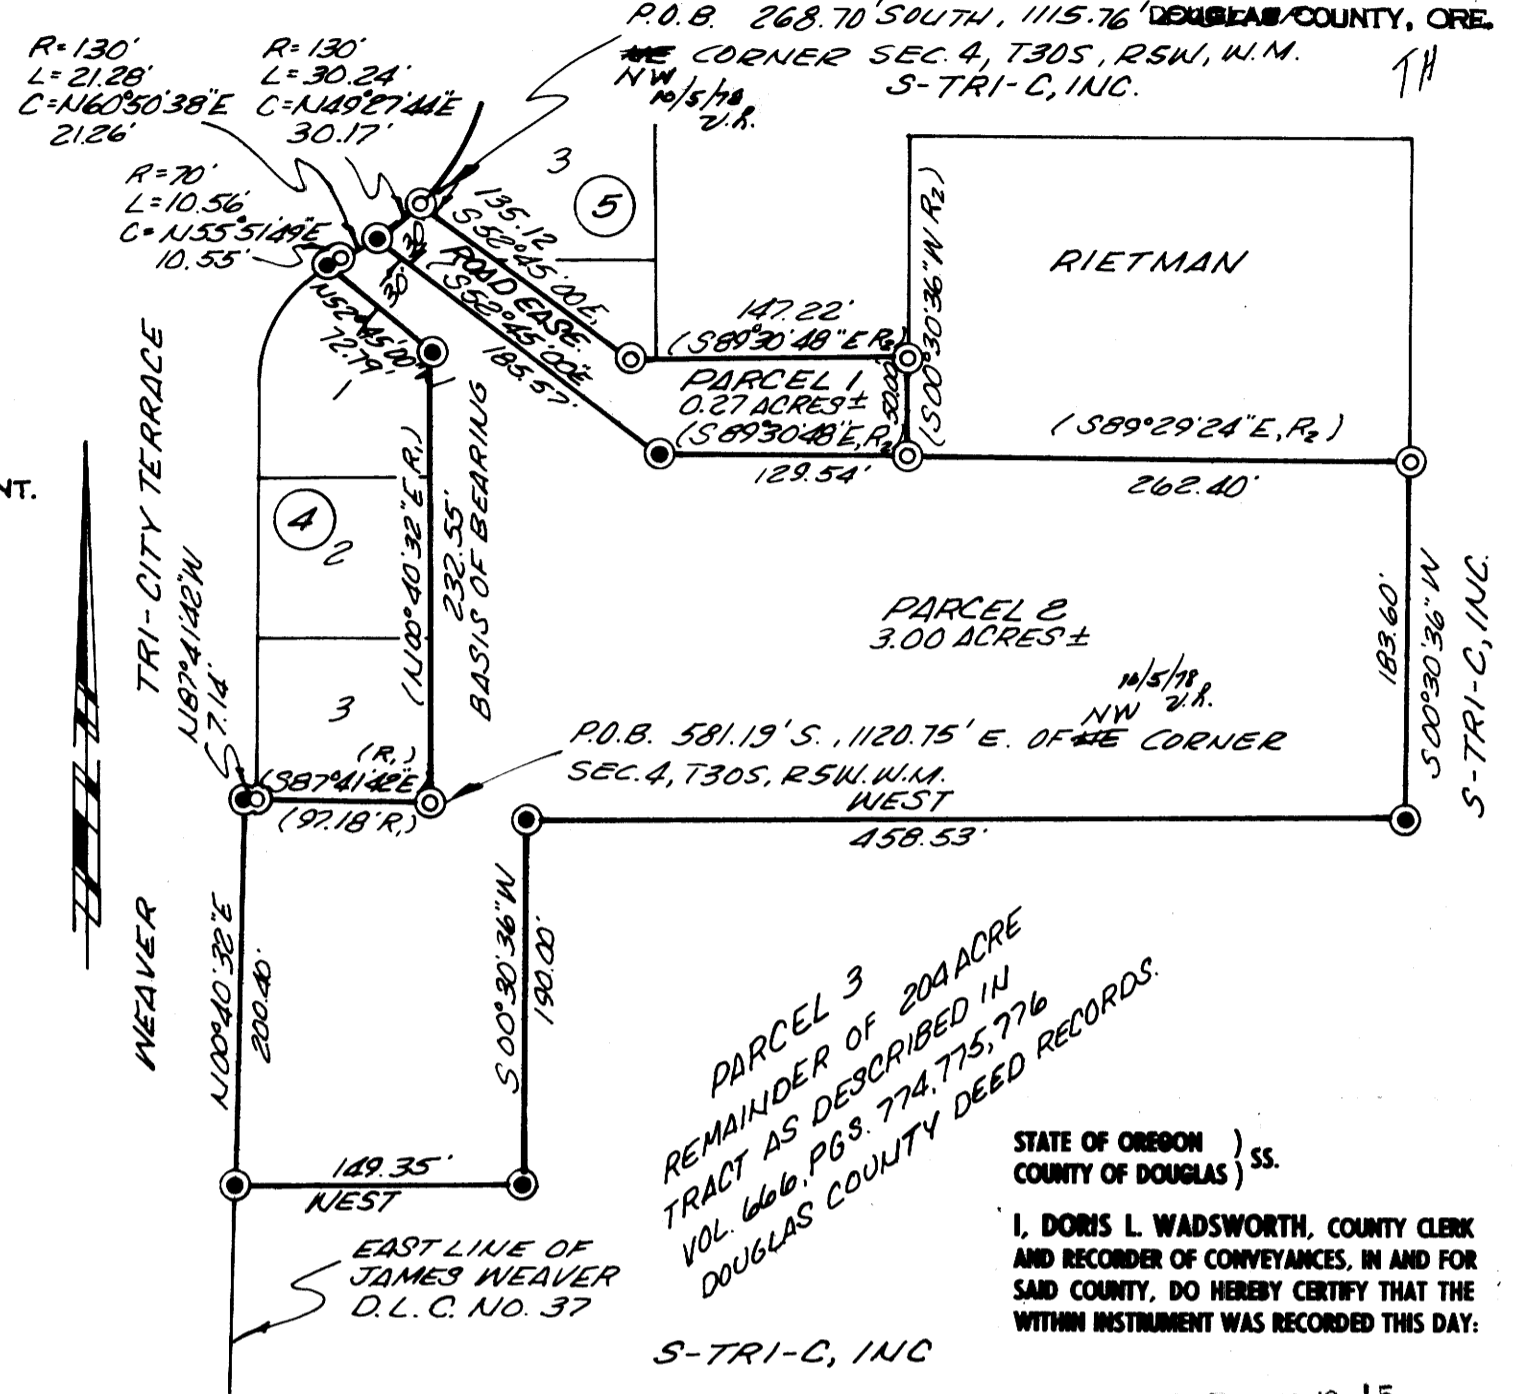 P.O.B. 268.70' SOUTH, 1115.76' DOUGLAS COUNTY, ORE.
NE CORNER SEC. 4, T30S, R5W, W.M.
NW
10/5/78
V.R.
S-TRI-C, INC.
TH
R=130'
L=21.28'
C=N60°50'38"E
21.26'
R=130'
L=30.24'
C=N49°27'44"E
30.17'
R=70'
L=10.56'
C=N55°51'49"E
10.55'
3
5
135.12
S52°45'00"E,
30'
ROAD EASE.
30'
(S52°45'00"E
185.57'
N52°45'00"W
72.79'
1
147.22'
(S89°30'48"E R2)
PARCEL 1
0.27 ACRES±
(S89°30'48"E, R2)
129.54'
50.00'
(S00°30'36"W R2)
RIETMAN
(S89°29'24"E, R2)
262.40'
NT.
TRI-CITY TERRACE
4
2
3
(N00°40'32"E R,)
232.55'
BASIS OF BEARING
N87°41'42"W
7.14'
(R,)
(S87°41'42"E
(97.18' R,)
PARCEL 2
3.00 ACRES±
10/5/78
V.R.
NW
P.O.B. 581.19' S., 1120.75' E. OF NE CORNER
SEC. 4, T30S, R5W. W.M.
WEST
458.53'
183.60'
S00°30'36"W
S-TRI-C, INC.
WEAVER
N00°40'32"E
200.40'
S00°30'36"W
190.00'
149.35'
WEST
PARCEL 3
REMAINDER OF 204 ACRE
TRACT AS DESCRIBED IN
VOL. 666, PGS. 774, 775, 776
DOUGLAS COUNTY DEED RECORDS.
EAST LINE OF
JAMES WEAVER
D.L.C. NO. 37
S-TRI-C, INC
STATE OF OREGON )
COUNTY OF DOUGLAS ) SS.
I, DORIS L. WADSWORTH, COUNTY CLERK
AND RECORDER OF CONVEYANCES, IN AND FOR
SAID COUNTY, DO HEREBY CERTIFY THAT THE
WITHIN INSTRUMENT WAS RECORDED THIS DAY: